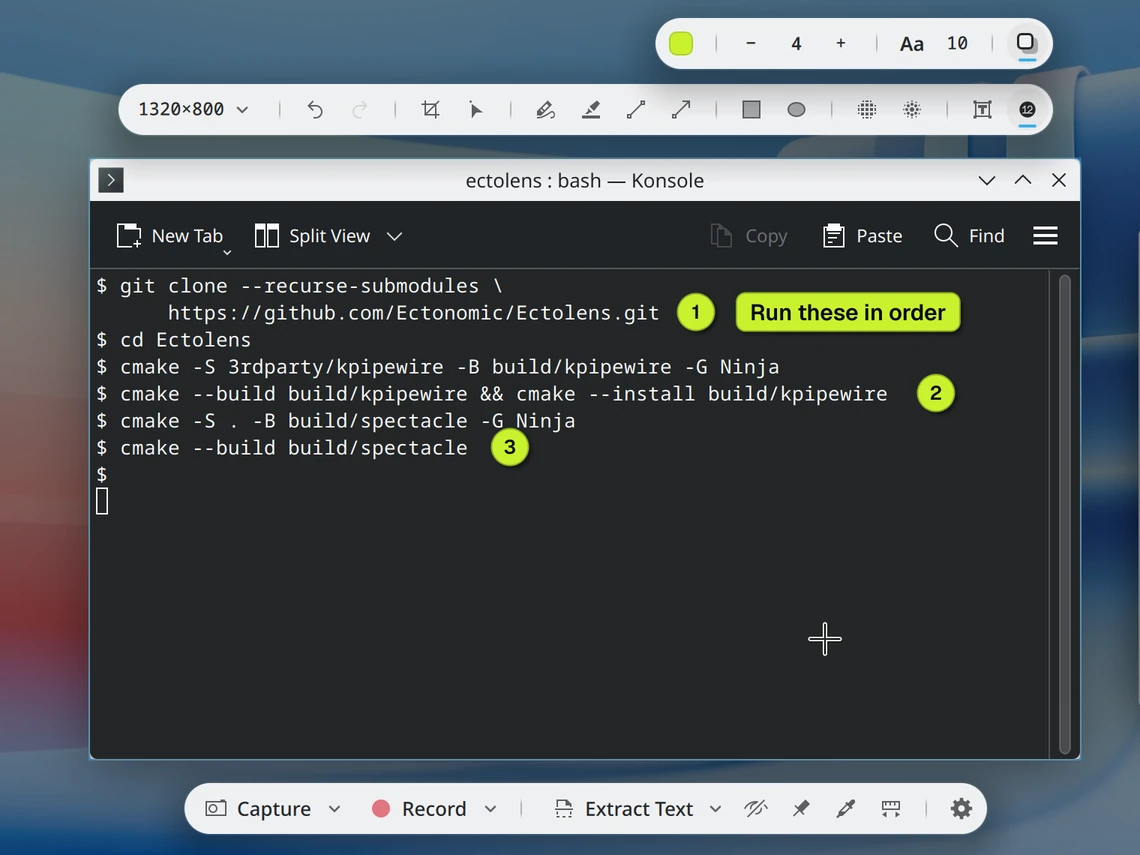 4 Aa 10
1320×800 12
ectolens : bash — Konsole
New Tab Split View Copy Paste Find
$ git clone --recurse-submodules \
https://github.com/Ectonomic/Ectolens.git 1 Run these in order
$ cd Ectolens
$ cmake -S 3rdparty/kpipewire -B build/kpipewire -G Ninja
$ cmake --build build/kpipewire && cmake --install build/kpipewire 2
$ cmake -S . -B build/spectacle -G Ninja
$ cmake --build build/spectacle 3
$
Capture Record Extract Text